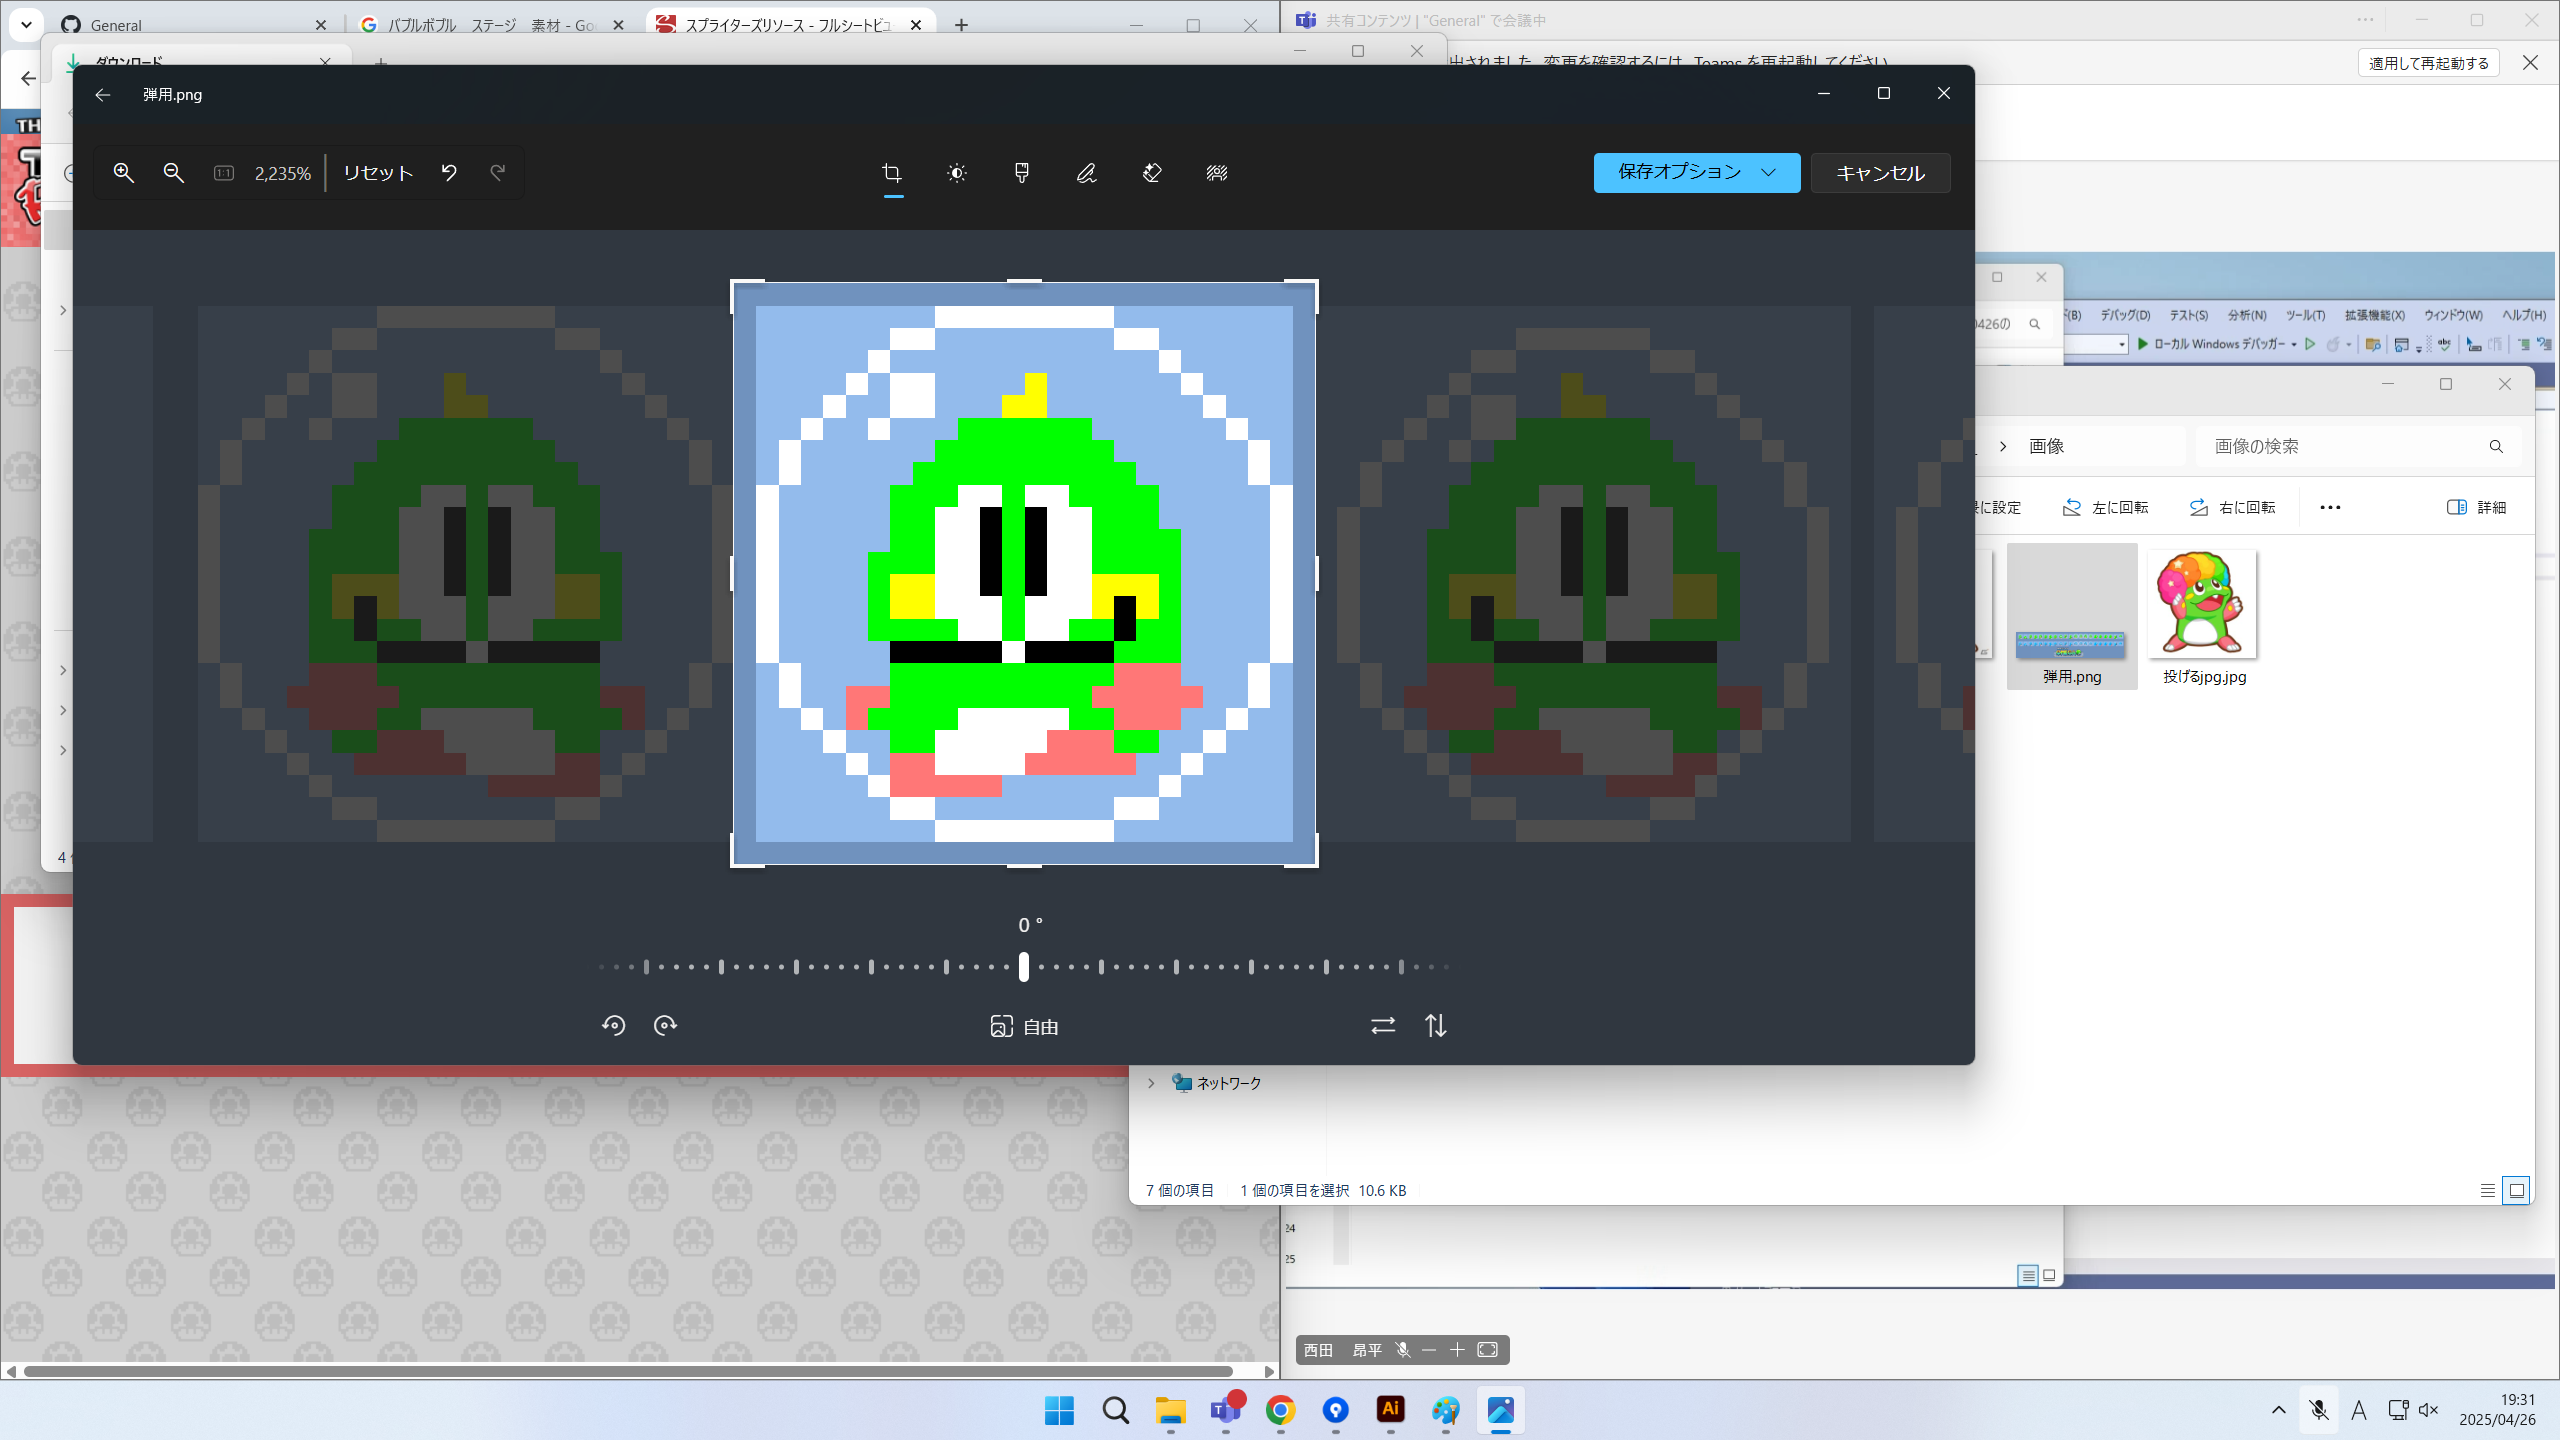 General
バブルボブル　ステージ　素材 - Go
スプライターズリソース - フルシートビュ
共有コンテンツ | "General" で会議中
ダウンロード
出されました。変更を確認するには、Teams を再起動してください。
適用して再起動する
弾用.png
2,235%
リセット
保存オプション
キャンセル
デバッグ(D)
テスト(S)
分析(N)
ツール(T)
拡張機能(X)
ウィンドウ(W)
ヘルプ(H)
0426の
ローカル Windows デバッガー
画像
画像の検索
に設定
左に回転
右に回転
詳細
弾用.png
投げるjpg.jpg
0 °
自由
ネットワーク
7 個の項目
1 個の項目を選択 10.6 KB
24
25
西田　昂平
Ai
A
19:31
2025/04/26